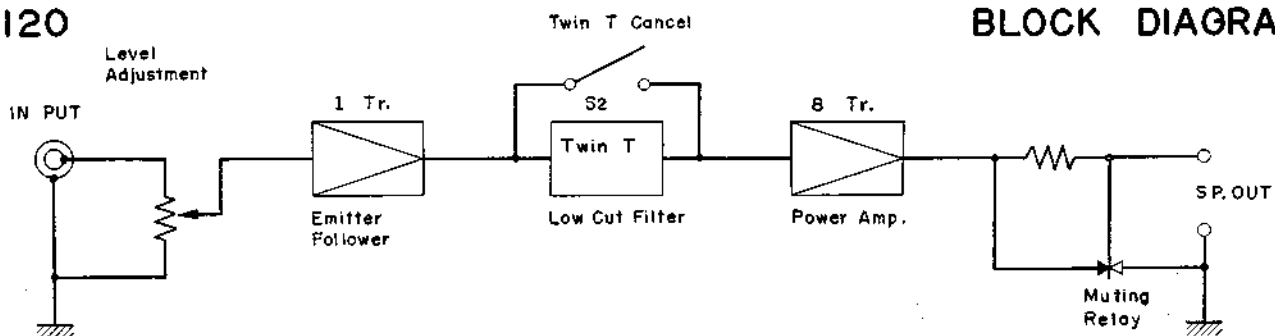 120
BLOCK DIAGRA
Level
Adjustment
Twin T Cancel
IN PUT
1 Tr.
S2
8 Tr.
Twin T
SP. OUT
Emitter
Follower
Low Cut Filter
Power Amp.
Muting
Relay